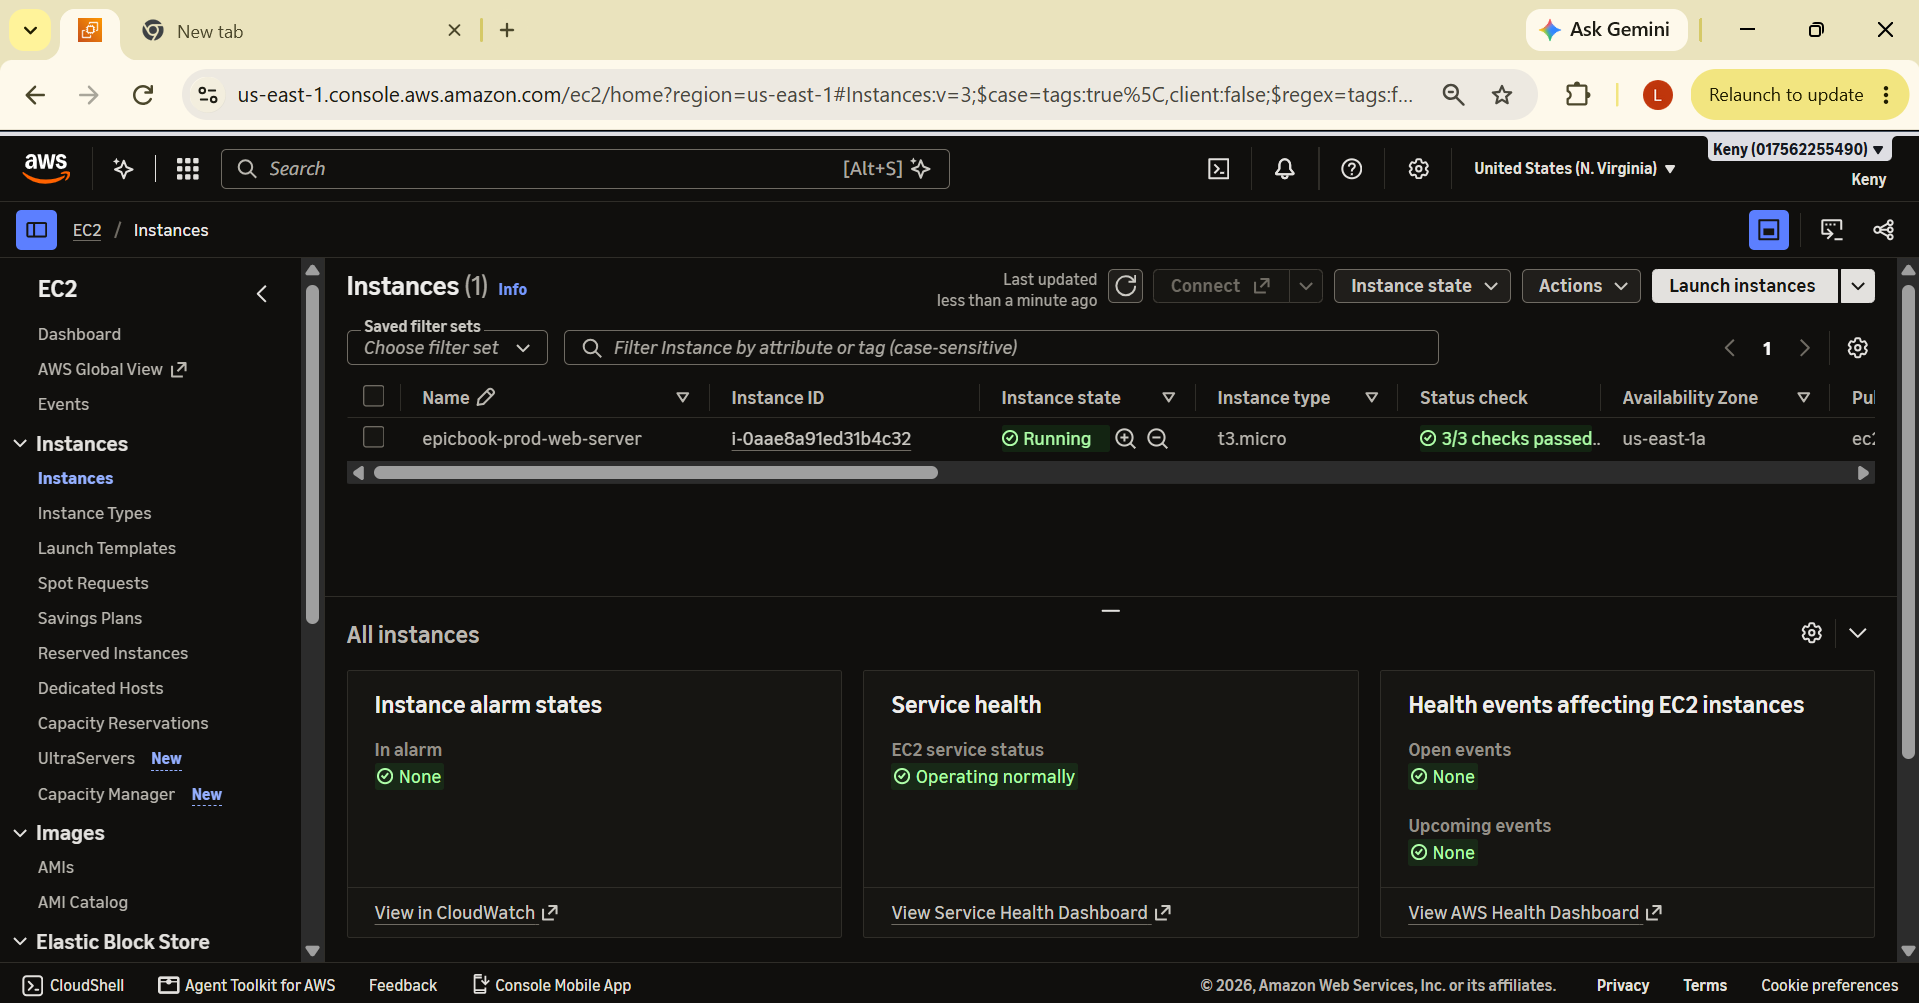 New tab
Ask Gemini
us-east-1.console.aws.amazon.com/ec2/home?region=us-east-1#Instances:v=3;$case=tags:true%5C,client:false;$regex=tags:f...
L
Relaunch to update
aws
Search
[Alt+S]
United States (N. Virginia)
Keny (017562255490)
Keny
EC2 / Instances
EC2
Dashboard
AWS Global View
Events
Instances
Instances
Instance Types
Launch Templates
Spot Requests
Savings Plans
Reserved Instances
Dedicated Hosts
Capacity Reservations
UltraServers New
Capacity Manager New
Images
AMIs
AMI Catalog
Elastic Block Store
Instances (1) Info
Last updated
less than a minute ago
Connect
Instance state
Actions
Launch instances
Saved filter sets
Choose filter set
Filter Instance by attribute or tag (case-sensitive)
1
Name Instance ID Instance state Instance type Status check Availability Zone Pu
epicbook-prod-web-server i-0aae8a91ed31b4c32 Running t3.micro 3/3 checks passed.. us-east-1a ec2
All instances
Instance alarm states
In alarm
None
View in CloudWatch
Service health
EC2 service status
Operating normally
View Service Health Dashboard
Health events affecting EC2 instances
Open events
None
Upcoming events
None
View AWS Health Dashboard
CloudShell
Agent Toolkit for AWS
Feedback
Console Mobile App
© 2026, Amazon Web Services, Inc. or its affiliates.
Privacy
Terms
Cookie preferences